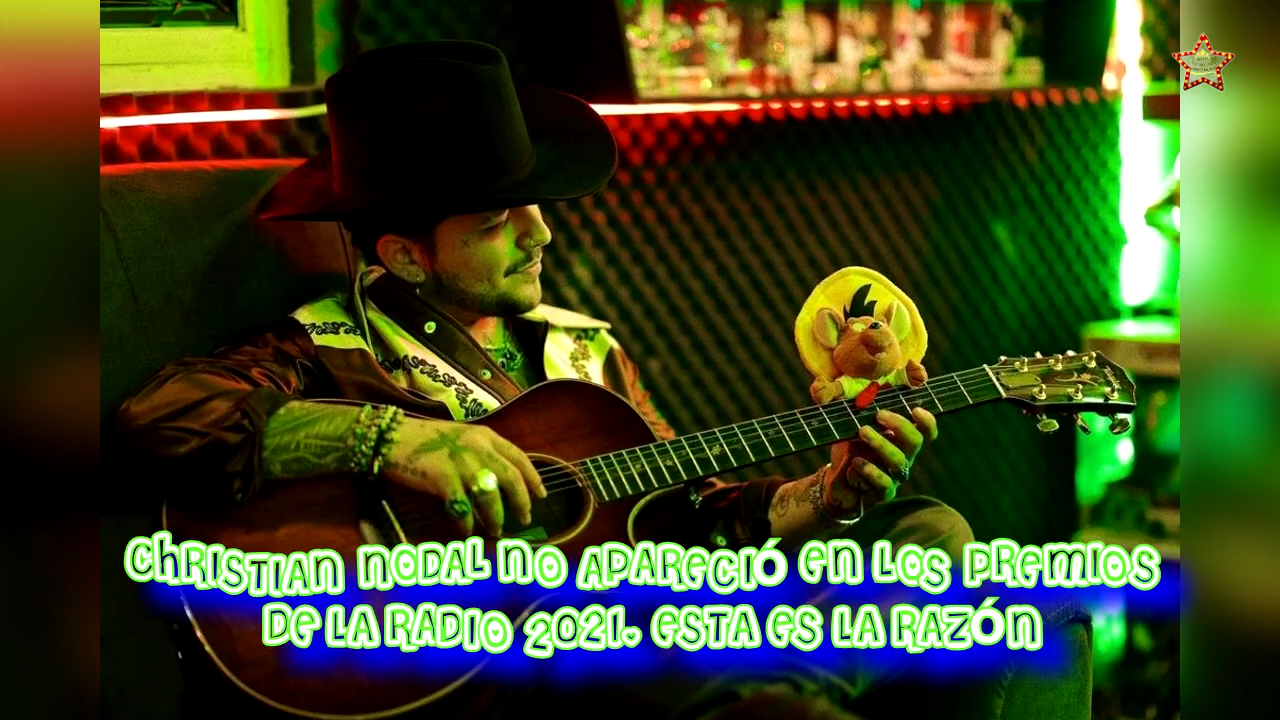 CHRISTIAN NODAL NO APARECIÓ EN LOS PREMIOS
DE LA RADIO 2021. ESTA ES LA RAZÓN